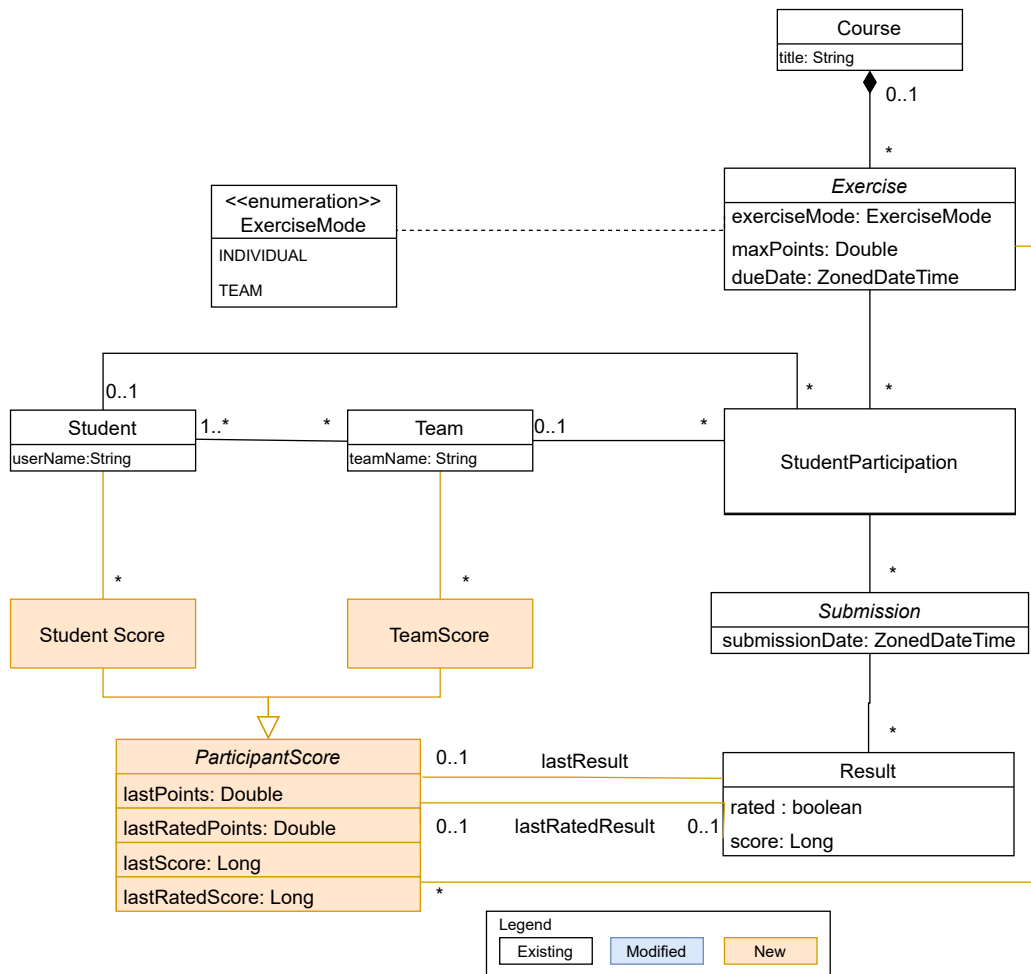 Course
title: String
0..1
*
<<enumeration>>
ExerciseMode
INDIVIDUAL
TEAM
Exercise
exerciseMode: ExerciseMode
maxPoints: Double
dueDate: ZonedDateTime
0..1
*
*
Student
userName:String
1..*
*
Team
teamName: String
0..1
*
StudentParticipation
*
*
*
Student Score
TeamScore
Submission
submissionDate: ZonedDateTime
*
ParticipantScore
lastPoints: Double
lastRatedPoints: Double
lastScore: Long
lastRatedScore: Long
0..1
lastResult
0..1
lastRatedResult
0..1
*
Result
rated : boolean
score: Long
Legend
Existing
Modified
New